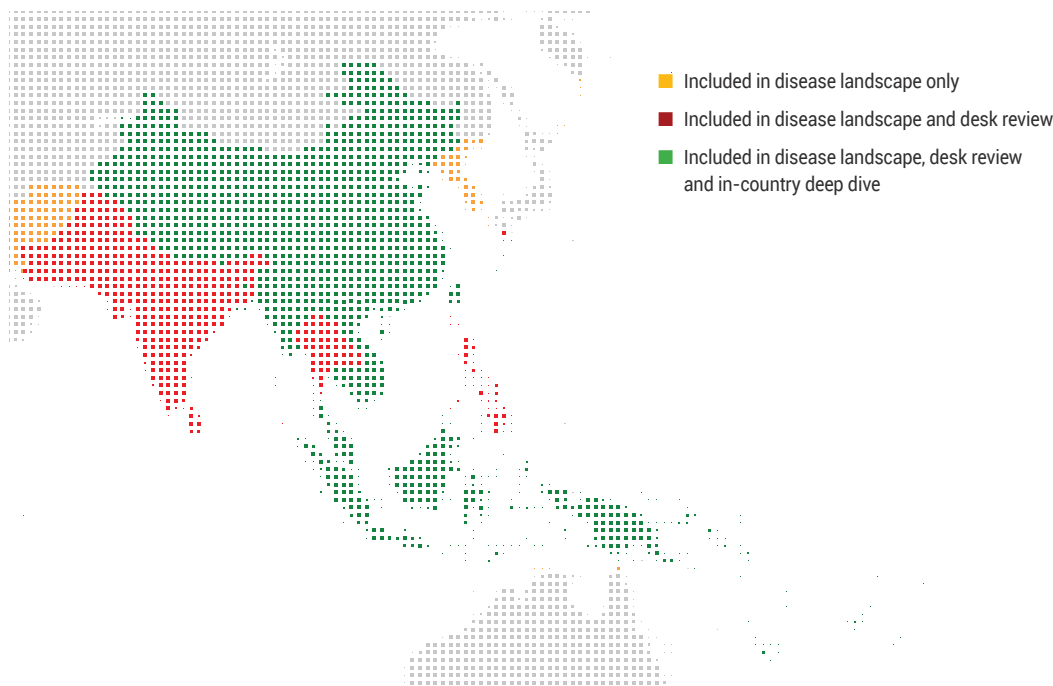 Included in disease landscape only
Included in disease landscape and desk review
Included in disease landscape, desk review
and in-country deep dive